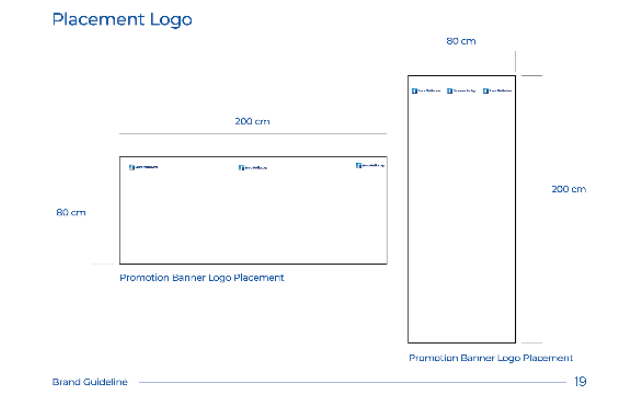 Placement Logo
80 cm
200 cm
80 cm
200 cm
Promotion Banner Logo Placement
Promotion Banner Logo Placement
Brand Guideline
19